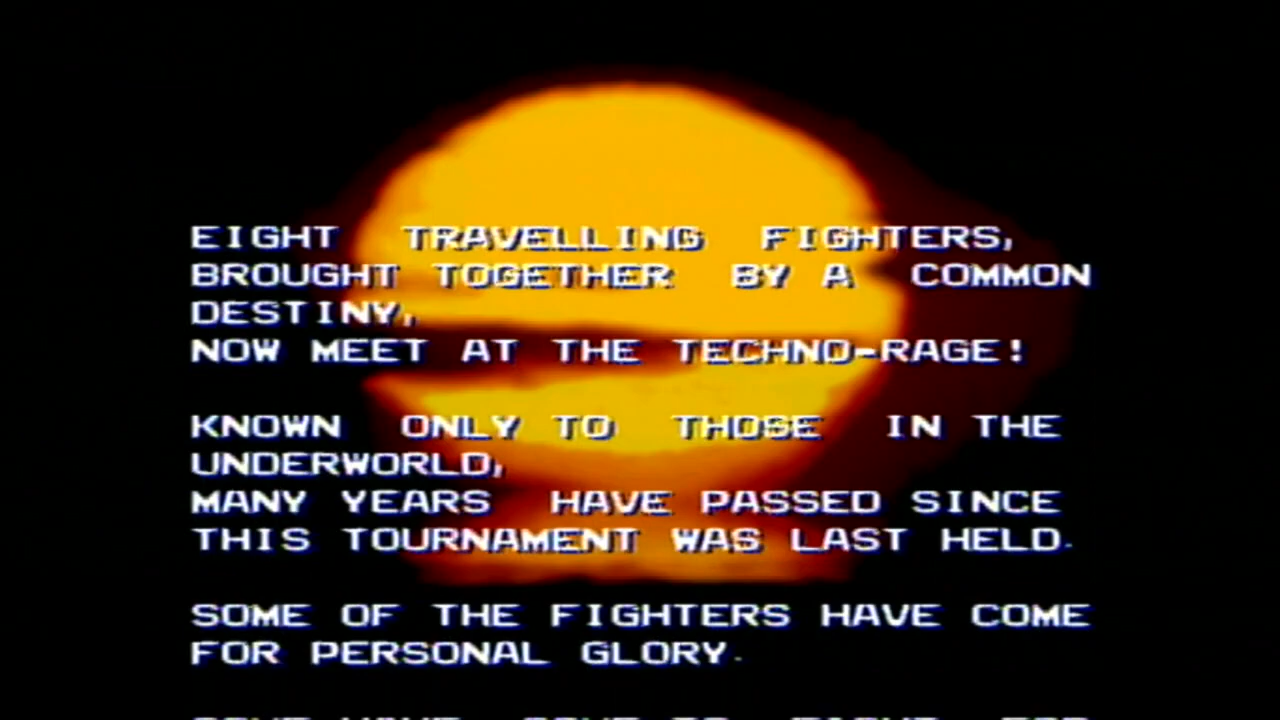 EIGHT TRAVELLING FIGHTERS,
BROUGHT TOGETHER BY A COMMON
DESTINY,
NOW MEET AT THE TECHNO-RAGE!
KNOWN ONLY TO THOSE IN THE
UNDERWORLD,
MANY YEARS HAVE PASSED SINCE
THIS TOURNAMENT WAS LAST HELD.
SOME OF THE FIGHTERS HAVE COME
FOR PERSONAL GLORY.